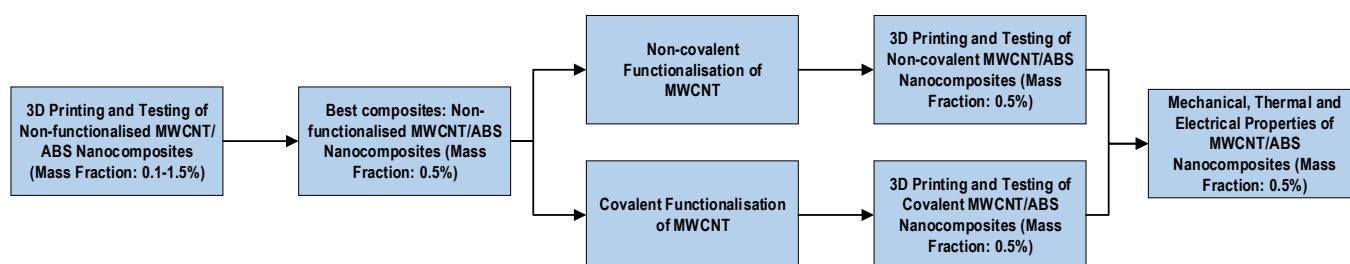 3D Printing and Testing of
Non-functionalised MWCNT/
ABS Nanocomposites
(Mass Fraction: 0.1-1.5%)
Best composites: Non-
functionalised MWCNT/ABS
Nanocomposites (Mass
Fraction: 0.5%)
Non-covalent
Functionalisation of
MWCNT
Covalent Functionalisation
of MWCNT
3D Printing and Testing of
Non-covalent MWCNT/ABS
Nanocomposites (Mass
Fraction: 0.5%)
3D Printing and Testing of
Covalent MWCNT/ABS
Nanocomposites (Mass
Fraction: 0.5%)
Mechanical, Thermal and
Electrical Properties of
MWCNT/ABS
Nanocomposites (Mass
Fraction: 0.5%)